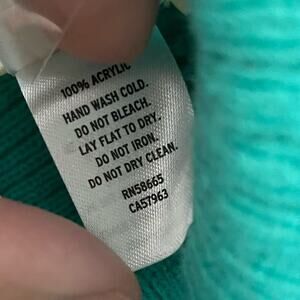 100% ACRYLIC
HAND WASH COLD.
DO NOT BLEACH.
LAY FLAT TO DRY.
DO NOT IRON.
DO NOT DRY CLEAN.
RN58665
CA57963